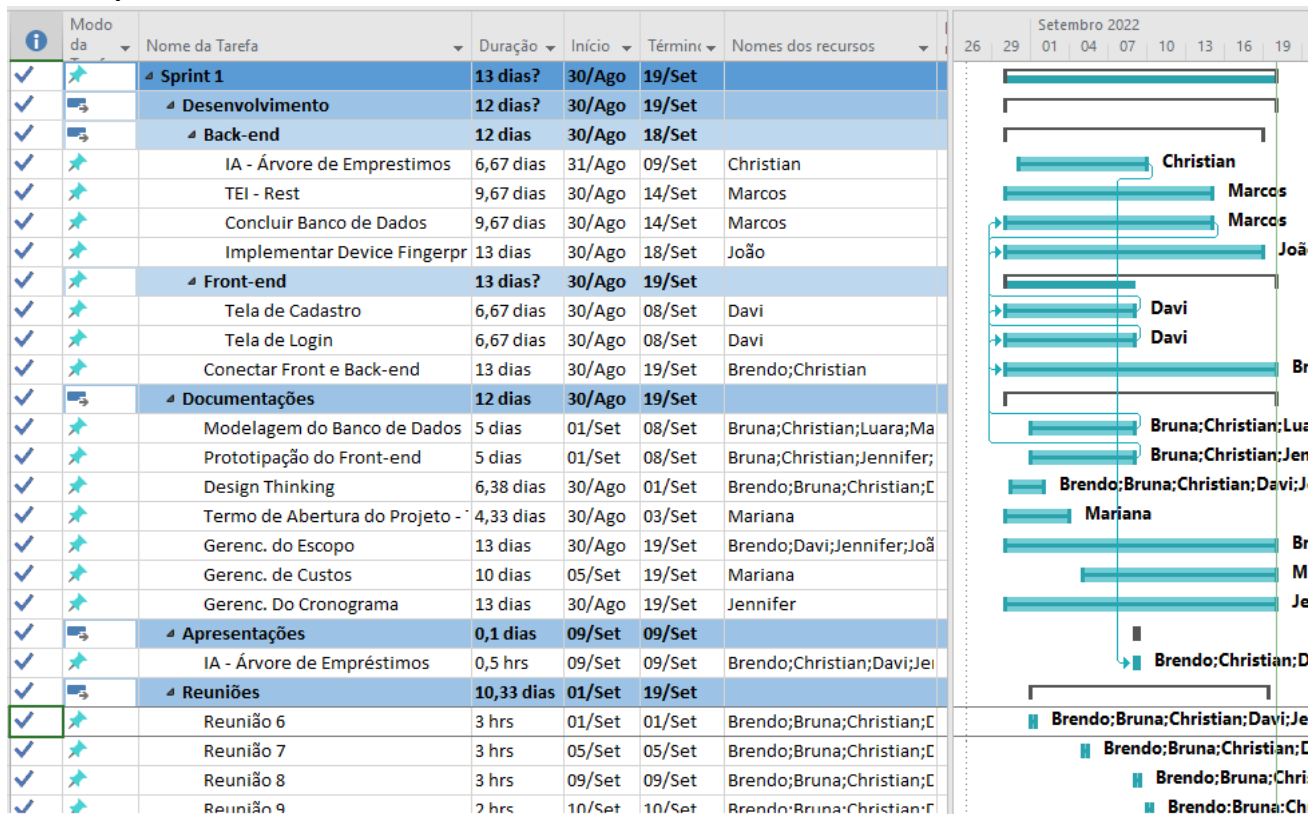 Modo da Nome da Tarefa Duração Início Términ Nomes dos recursos
Setembro 2022
26 29 01 04 07 10 13 16 19
Sprint 1 13 dias? 30/Ago 19/Set
Desenvolvimento 12 dias? 30/Ago 19/Set
Back-end 12 dias 30/Ago 18/Set
IA - Árvore de Emprestimos 6,67 dias 31/Ago 09/Set Christian Christian
TEI - Rest 9,67 dias 30/Ago 14/Set Marcos Marcos
Concluir Banco de Dados 9,67 dias 30/Ago 14/Set Marcos Marcos
Implementar Device Fingerpr 13 dias 30/Ago 18/Set João Joã
Front-end 13 dias? 30/Ago 19/Set
Tela de Cadastro 6,67 dias 30/Ago 08/Set Davi Davi
Tela de Login 6,67 dias 30/Ago 08/Set Davi Davi
Conectar Front e Back-end 13 dias 30/Ago 19/Set Brendo;Christian Br
Documentações 12 dias 30/Ago 19/Set
Modelagem do Banco de Dados 5 dias 01/Set 08/Set Bruna;Christian;Luara;Ma Bruna;Christian;Lua
Prototipação do Front-end 5 dias 01/Set 08/Set Bruna;Christian;Jennifer; Bruna;Christian;Jen
Design Thinking 6,38 dias 30/Ago 01/Set Brendo;Bruna;Christian;D Brendo;Bruna;Christian;Davi;J
Termo de Abertura do Projeto - 4,33 dias 30/Ago 03/Set Mariana Mariana
Gerenc. do Escopo 13 dias 30/Ago 19/Set Brendo;Davi;Jennifer;Joã Br
Gerenc. de Custos 10 dias 05/Set 19/Set Mariana M
Gerenc. Do Cronograma 13 dias 30/Ago 19/Set Jennifer Je
Apresentações 0,1 dias 09/Set 09/Set
IA - Árvore de Empréstimos 0,5 hrs 09/Set 09/Set Brendo;Christian;Davi;Je Brendo;Christian;D
Reuniões 10,33 dias 01/Set 19/Set
Reunião 6 3 hrs 01/Set 01/Set Brendo;Bruna;Christian;D Brendo;Bruna;Christian;Davi;Je
Reunião 7 3 hrs 05/Set 05/Set Brendo;Bruna;Christian;D Brendo;Bruna;Christian;D
Reunião 8 3 hrs 09/Set 09/Set Brendo;Bruna;Christian;D Brendo;Bruna;Chri
Reunião 9 2 hrs 10/Set 10/Set Brendo;Bruna;Christian;D Brendo;Bruna;Ch